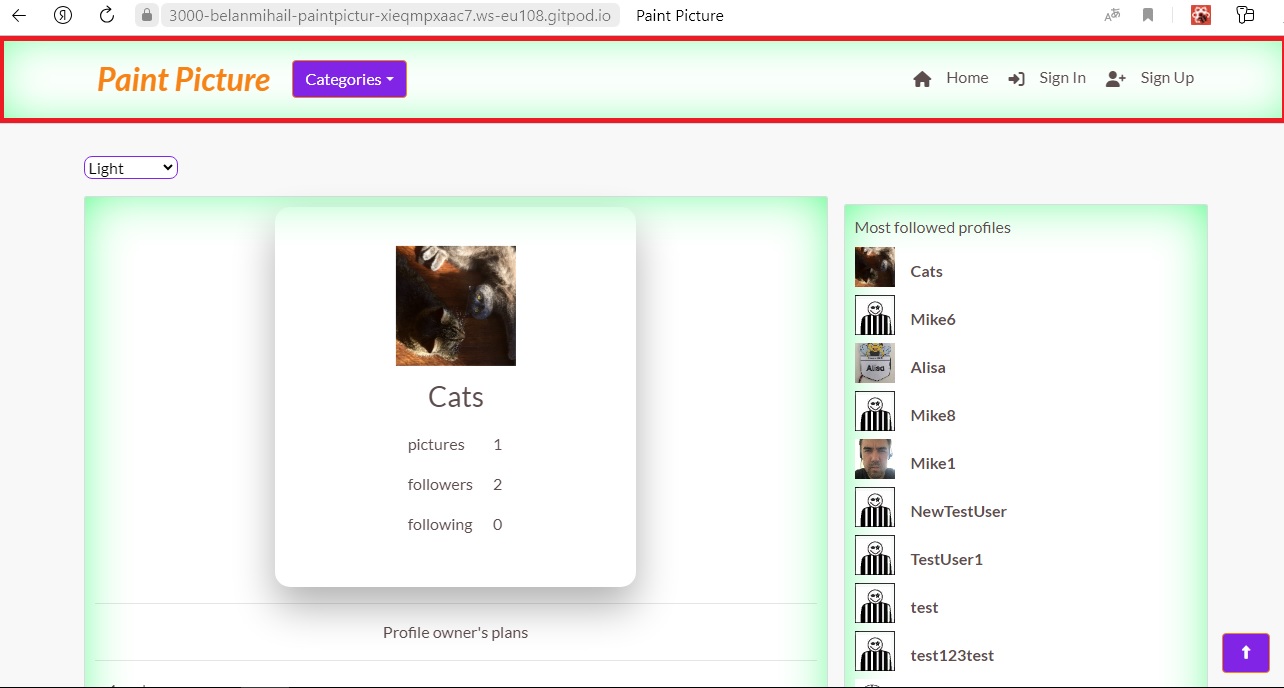 3000-belanmihail-paintpictur-xieqmpxaac7.ws-eu108.gitpod.io Paint Picture
Paint Picture Categories Home Sign In Sign Up
Light
Cats
pictures 1
followers 2
following 0
Profile owner's plans
Most followed profiles
Cats
Mike6
Alisa
Mike8
Mike1
NewTestUser
TestUser1
test
test123test